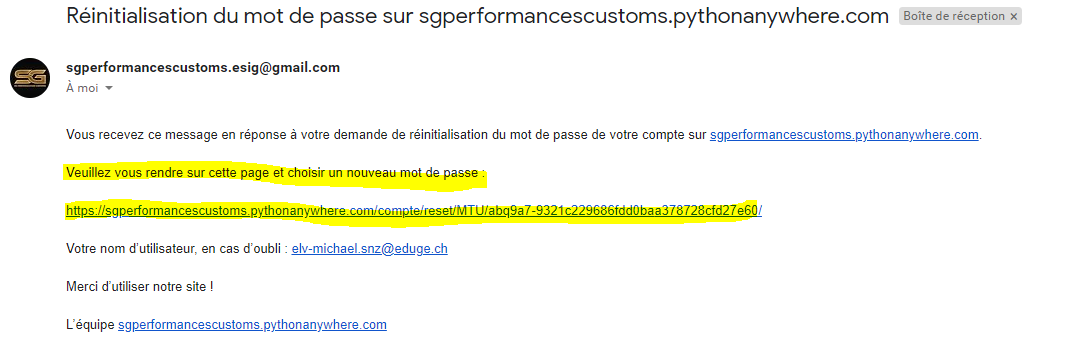 Réinitialisation du mot de passe sur sgperformancescustoms.pythonanywhere.com Boîte de réception ×
SG
sgperformancescustoms.esig@gmail.com
À moi
Vous recevez ce message en réponse à votre demande de réinitialisation du mot de passe de votre compte sur sgperformancescustoms.pythonanywhere.com.
Veuillez vous rendre sur cette page et choisir un nouveau mot de passe :
https://sgperformancescustoms.pythonanywhere.com/compte/reset/MTU/abq9a7-9321c229686fdd0baa378728cfd27e60/
Votre nom d’utilisateur, en cas d’oubli : elv-michael.snz@eduge.ch
Merci d’utiliser notre site !
L’équipe sgperformancescustoms.pythonanywhere.com